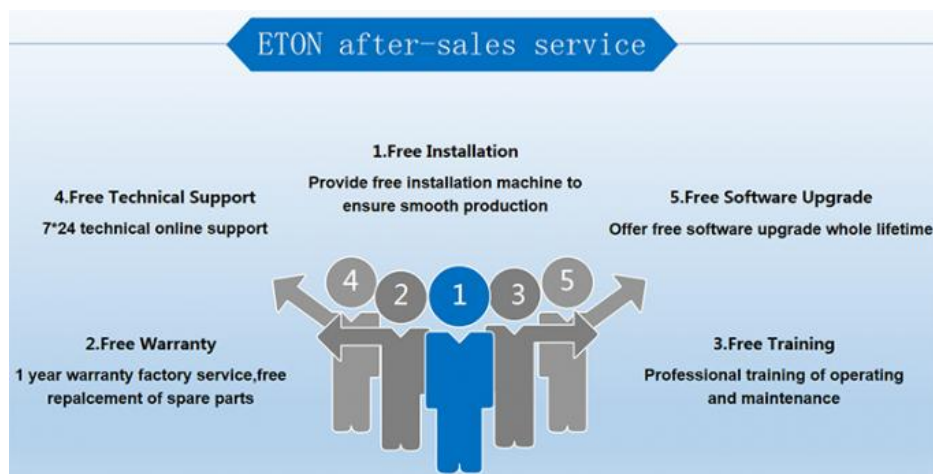 ETON after-sales service
1.Free Installation
Provide free installation machine to
ensure smooth production
4.Free Technical Support
7*24 technical online support
5.Free Software Upgrade
Offer free software upgrade whole lifetime
4
2
1
3
5
2.Free Warranty
1 year warranty factory service,free
repalcement of spare parts
3.Free Training
Professional training of operating
and maintenance